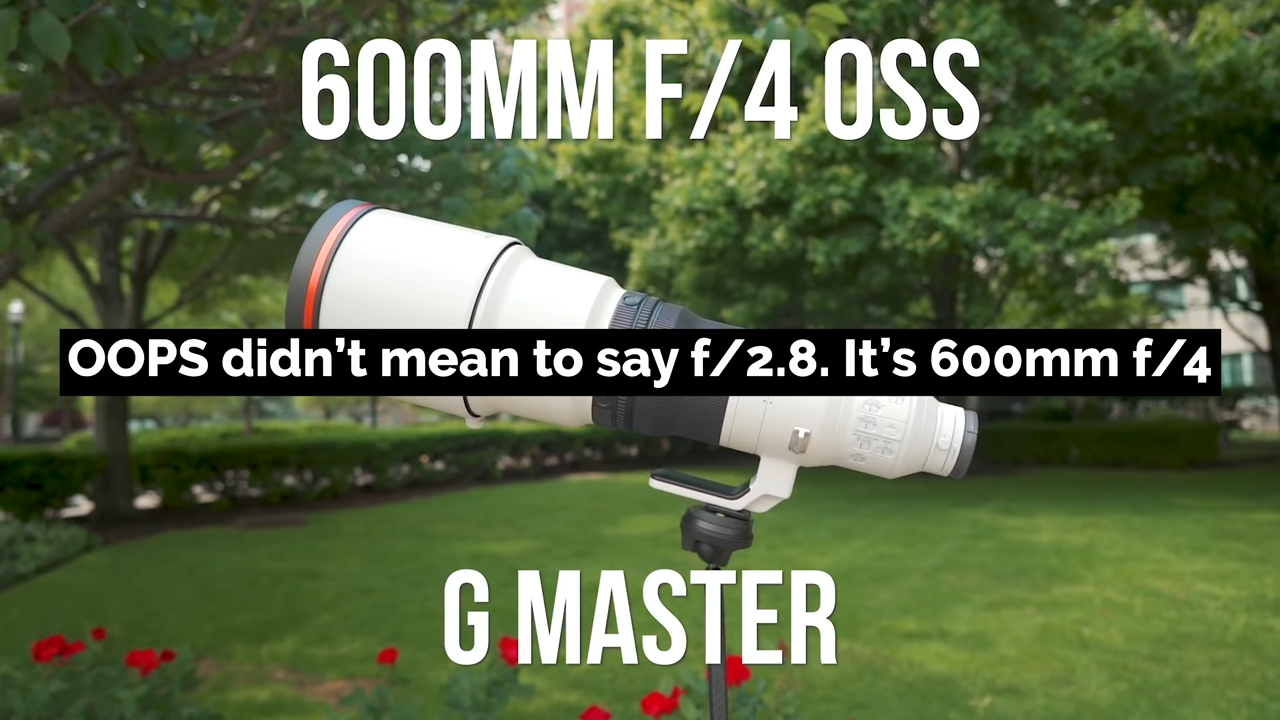 600MM F/4 OSS
OOPS didn’t mean to say f/2.8. It’s 600mm f/4
G MASTER